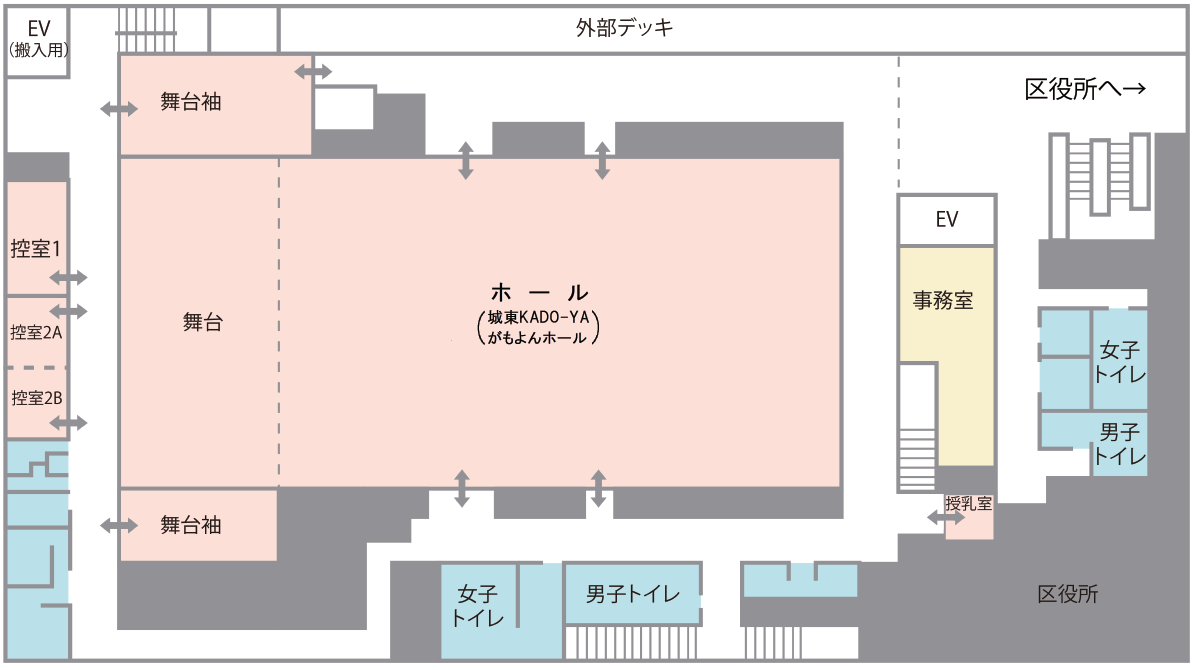 EV
(搬入用)
外部デッキ
舞台袖
区役所へ→
控室1
EV
事務室
控室2A
舞台
ホール
(城東KADO-YA
がもよんホール)
女子
トイレ
控室2B
男子
トイレ
授乳室
舞台袖
女子
トイレ
男子トイレ
区役所